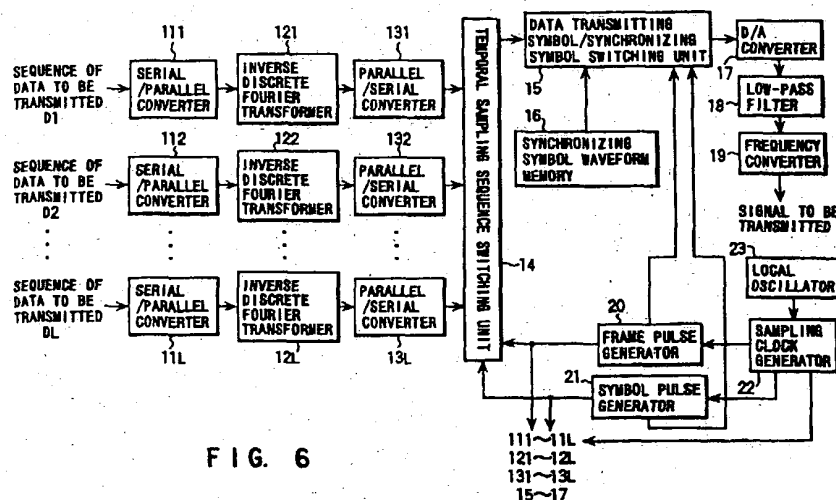 111
121
131
SEQUENCE OF
DATA TO BE
TRANSMITTED
D1
SERIAL
/PARALLEL
CONVERTER
INVERSE
DISCRETE
FOURIER
TRANSFORMER
PARALLEL
/SERIAL
CONVERTER
112
122
132
SEQUENCE OF
DATA TO BE
TRANSMITTED
D2
SERIAL
/PARALLEL
CONVERTER
INVERSE
DISCRETE
FOURIER
TRANSFORMER
PARALLEL
/SERIAL
CONVERTER
SEQUENCE OF
DATA TO BE
TRANSMITTED
DL
SERIAL
/PARALLEL
CONVERTER
INVERSE
DISCRETE
FOURIER
TRANSFORMER
PARALLEL
/SERIAL
CONVERTER
11L
12L
13L
TEMPORAL SAMPLING SEQUENCE SWITCHING UNIT
14
DATA TRANSMITTING
SYMBOL/SYNCHRONIZING
SYMBOL SWITCHING UNIT
15
16
SYNCHRONIZING
SYMBOL WAVEFORM
MEMORY
D/A
CONVERTER
17
18
LOW-PASS
FILTER
19
FREQUENCY
CONVERTER
SIGNAL TO BE
TRANSMITTED
23
LOCAL
OSCILLATOR
20
FRAME PULSE
GENERATOR
SAMPLING
CLOCK
GENERATOR
22
21
SYMBOL PULSE
GENERATOR
111~11L
121~12L
131~13L
15~17
FIG. 6